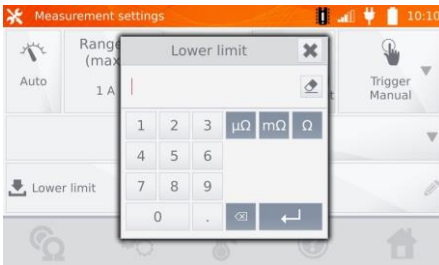 Measurement settings 10:10
Auto
Range
(max
1 A
Lower limit
Trigger
Manual
1 2 3 µΩ mΩ Ω
4 5 6
7 8 9
0 .
Lower limit